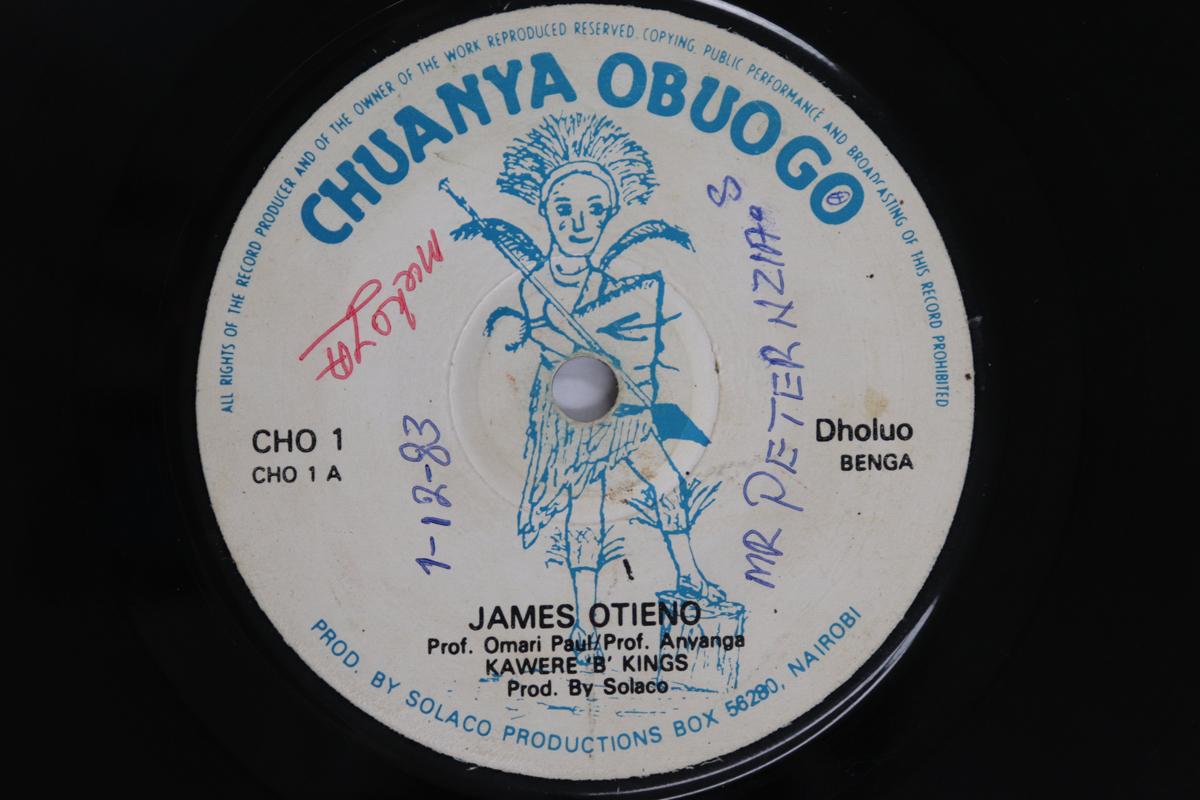 ALL RIGHTS OF THE RECORD PRODUCER AND OF THE OWNER OF THE WORK REPRODUCED RESERVED. COPYING, PUBLIC PERFORMANCE AND BROADCASTING OF THIS RECORD PROHIBITED
CHUANYA OBUOGO
CHO 1
CHO 1 A
Dholuo
BENGA
1-12-83
MR PETER NZIA
JAMES OTIENO
Prof. Omari Paul/Prof. Anyanga
KAWERE 'B' KINGS
Prod. By Solaco
PROD. BY SOLACO PRODUCTIONS BOX 56280, NAIROBI